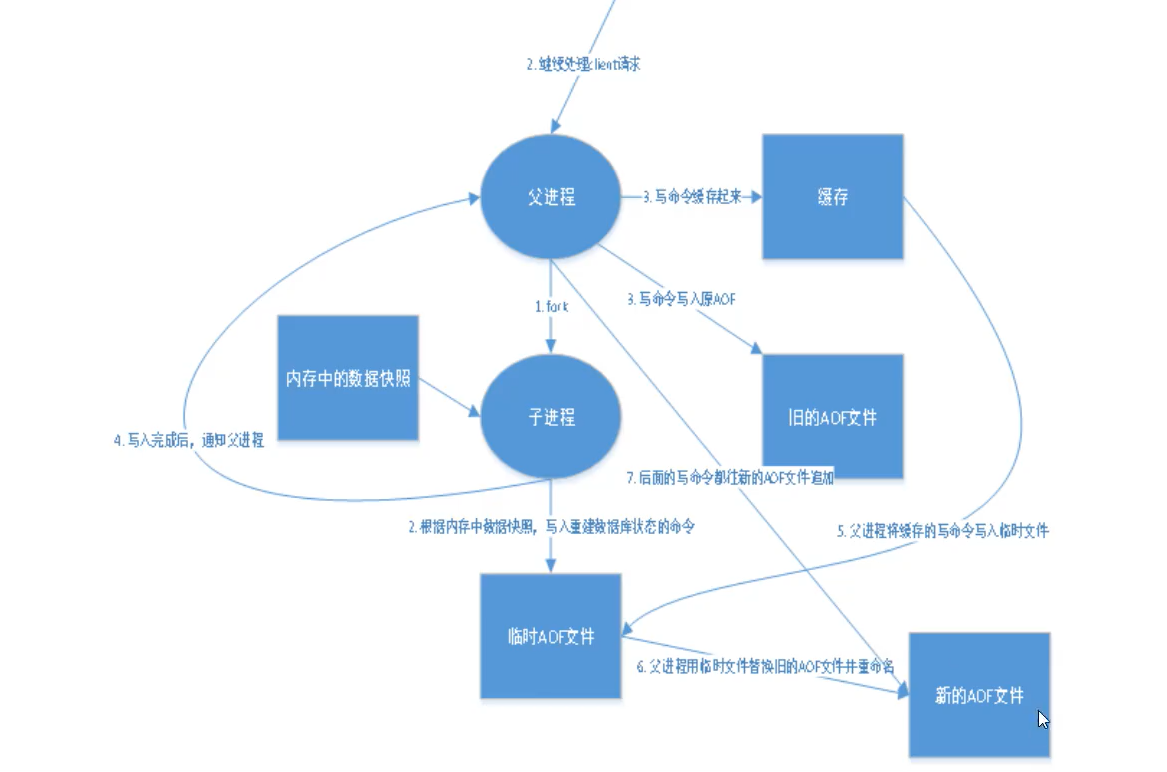 2.继续处理client请求
父进程
3.写命令缓存起来
缓存
1.fork
3.写命令写入原AOF
内存中的数据快照
子进程
旧的AOF文件
4.写入完成后，通知父进程
7.后面的写命令都往新的AOF文件追加
2.根据内存中数据快照，写入重建数据库状态的命令
5.父进程将缓存的写命令写入临时文件
临时AOF文件
6.父进程用临时文件替换旧的AOF文件并重命名
新的AOF文件